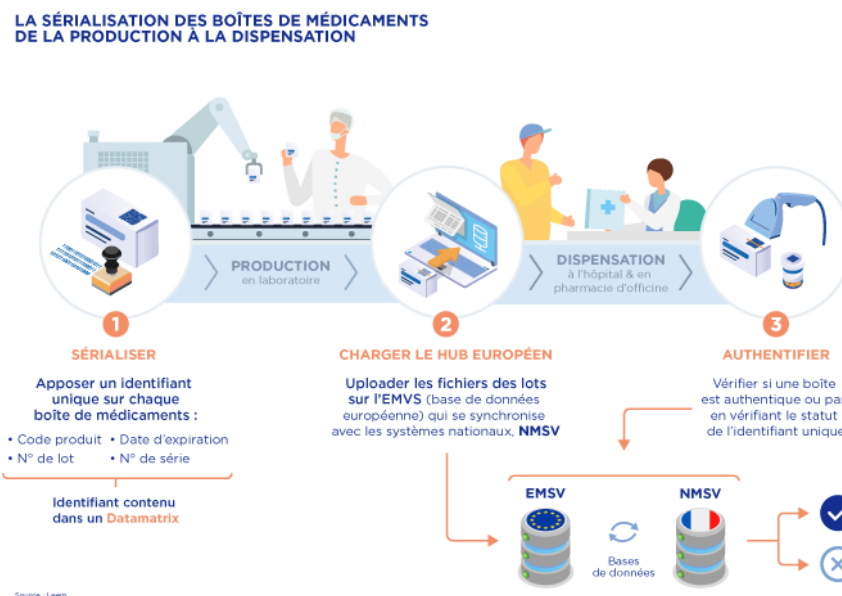 LA SÉRIALISATION DES BOÎTES DE MÉDICAMENTS
DE LA PRODUCTION À LA DISPENSATION
PRODUCTION
en laboratoire
DISPENSATION
à l'hôpital & en
pharmacie d'officine
1
SÉRIALISER
Apposer un identifiant
unique sur chaque
boîte de médicaments :
• Code produit • Date d'expiration
• N° de lot • N° de série
Identifiant contenu
dans un Datamatrix
2
CHARGER LE HUB EUROPÉEN
Uploader les fichiers des lots
sur l'EMVS (base de données
européenne) qui se synchronise
avec les systèmes nationaux, NMSV
3
AUTHENTIFIER
Vérifier si une boîte
est authentique ou pas
en vérifiant le statut
de l'identifiant unique
EMSV
NMSV
Bases
de données
Source : Leem